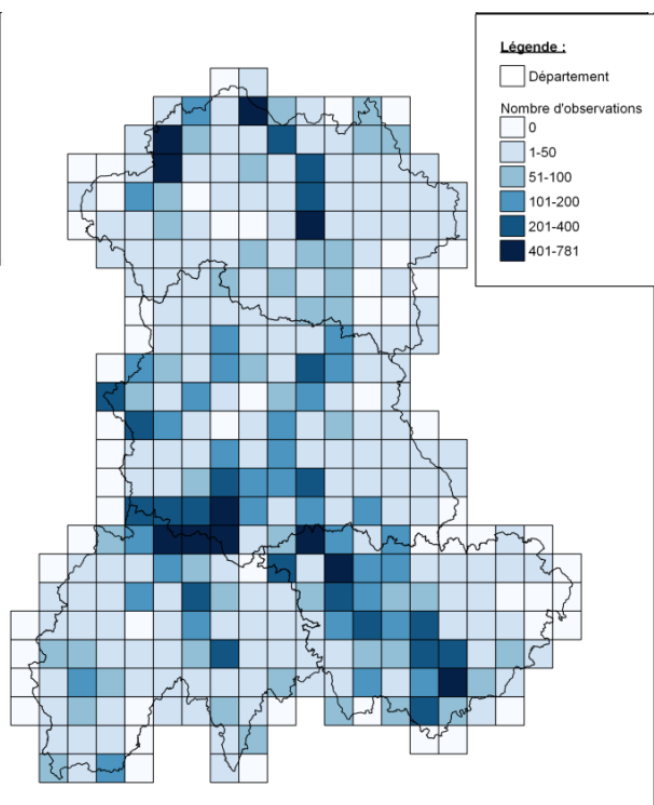 Légende :
Département
Nombre d'observations
0
1-50
51-100
101-200
201-400
401-781